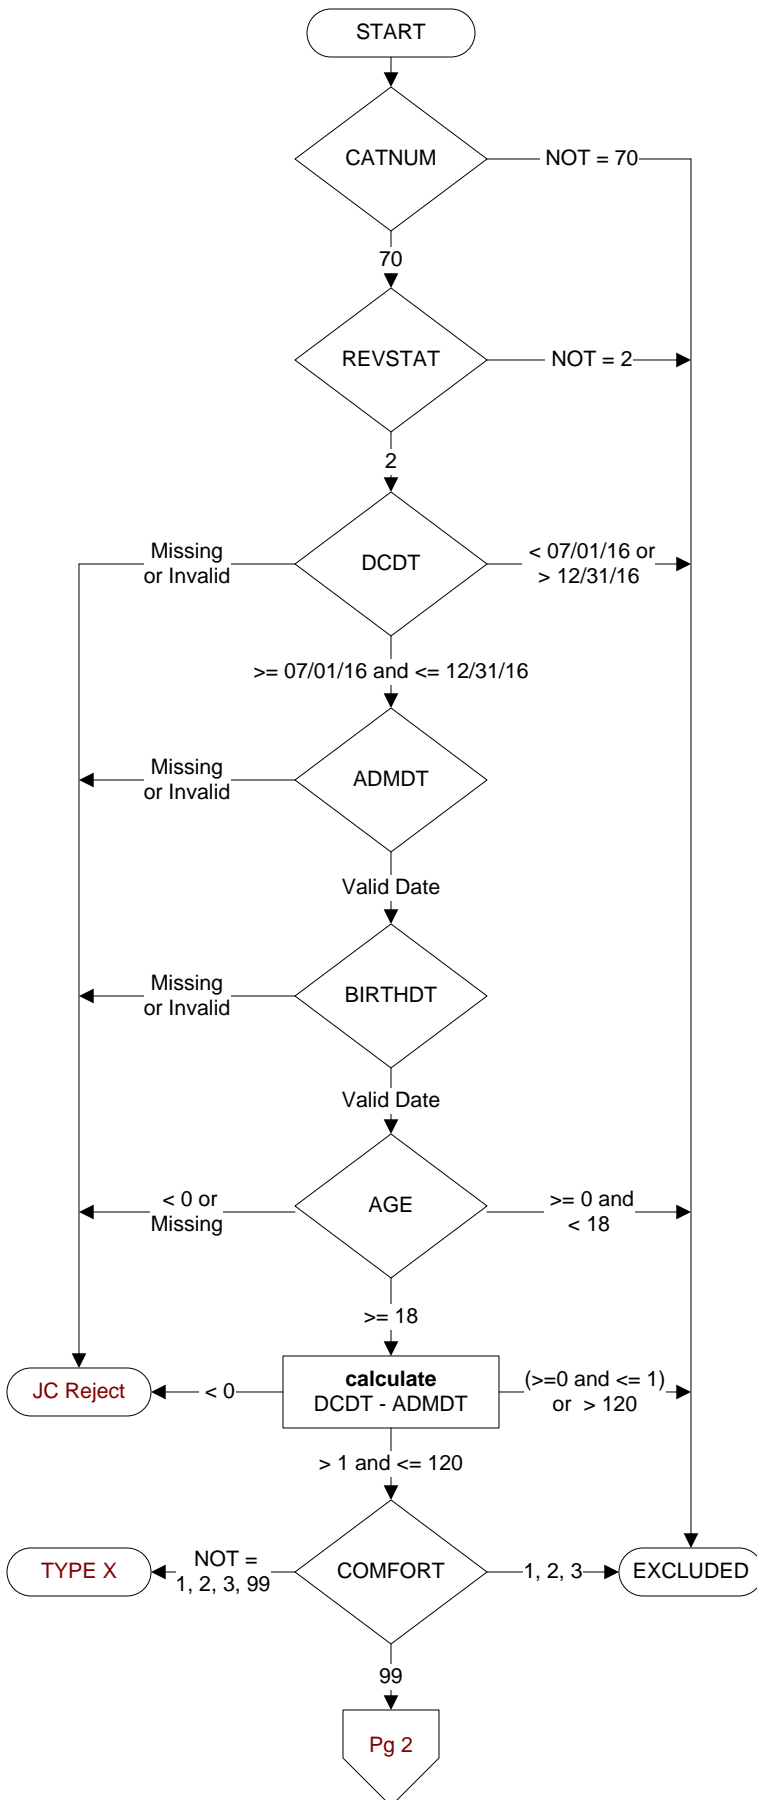 START
CATNUM
NOT = 70
70
REVSTAT
NOT = 2
2
Missing
or Invalid
DCDT
< 07/01/16 or
> 12/31/16
>= 07/01/16 and <= 12/31/16
Missing
or Invalid
ADMDT
Valid Date
Missing
or Invalid
BIRTHDT
Valid Date
< 0 or
Missing
AGE
>= 0 and
< 18
>= 18
JC Reject
< 0
calculate
DCDT - ADMDT
(>=0 and <= 1)
or > 120
> 1 and <= 120
TYPE X
NOT =
1, 2, 3, 99
COMFORT
1, 2, 3
EXCLUDED
99
Pg 2